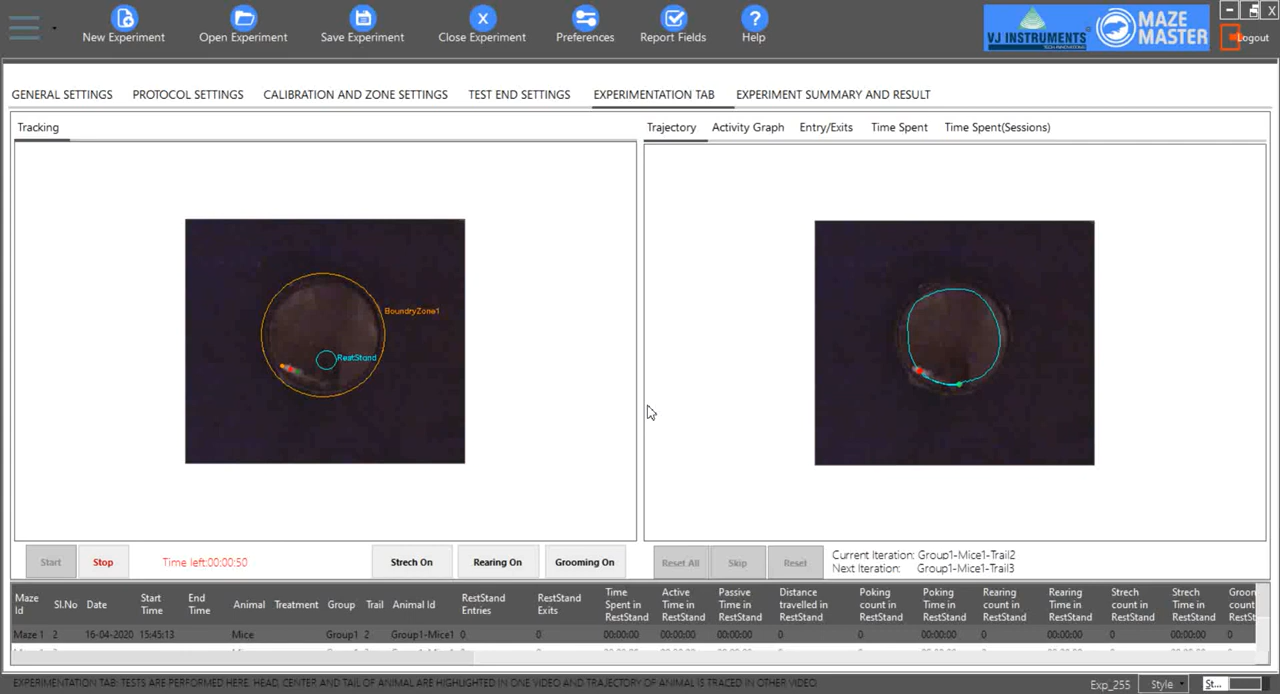 New Experiment
Open Experiment
Save Experiment
Close Experiment
Preferences
Report Fields
Help
VJ INSTRUMENTS
TECH INNOVATIONS
MAZE
MASTER
Logout
GENERAL SETTINGS
PROTOCOL SETTINGS
CALIBRATION AND ZONE SETTINGS
TEST END SETTINGS
EXPERIMENTATION TAB
EXPERIMENT SUMMARY AND RESULT
Tracking
Trajectory
Activity Graph
Entry/Exits
Time Spent
Time Spent(Sessions)
BoundryZone1
RestStand
Start
Stop
Time left:00:00:50
Strech On
Rearing On
Grooming On
Reset All
Skip
Reset
Current Iteration: Group1-Mice1-Trail2
Next Iteration: Group1-Mice1-Trail3
Maze Id
Sl.No
Date
Start Time
End Time
Animal
Treatment
Group
Trail
Animal Id
RestStand Entries
RestStand Exits
Time Spent in RestStand
Active Time in RestStand
Passive Time in RestStand
Distance travelled in RestStand
Poking count in RestStand
Poking Time in RestStand
Rearing count in RestStand
Rearing Time in RestStand
Strech count in RestStand
Strech Time in RestStand
Groon count RestSt
Maze 1 2 16-04-2020 15:45:13 Mice Group1 2 Group1-Mice1 0 0 00:00:00 00:00:00 00:00:00 0 0 00:00:00 0 00:00:00 0 00:00:00 0
EXPERIMENTATION TAB: TESTS ARE PERFORMED HERE. HEAD, CENTER AND TAIL OF ANIMAL ARE HIGHLIGHTED IN ONE VIDEO AND TRAJECTORY OF ANIMAL IS TRACED IN OTHER VIDEO
Exp_255
Style
St...